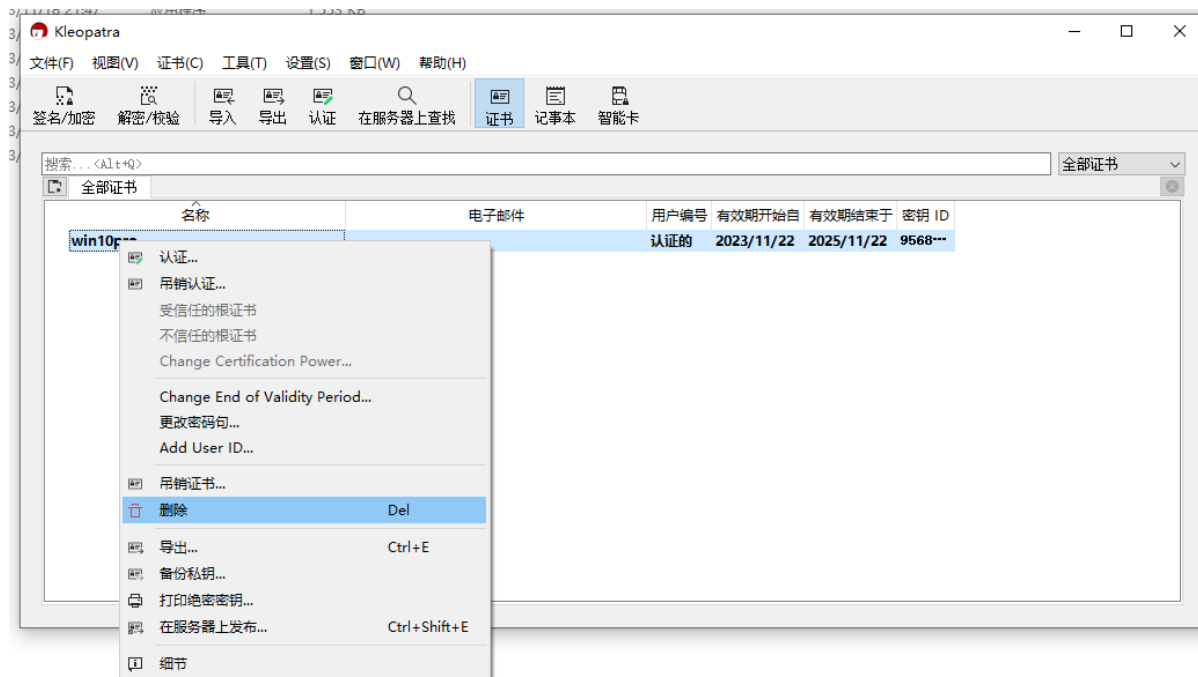 Kleopatra
文件(F) 视图(V) 证书(C) 工具(T) 设置(S) 窗口(W) 帮助(H)
签名/加密 解密/校验 导入 导出 认证 在服务器上查找 证书 记事本 智能卡
搜索...<Alt+Q> 全部证书
全部证书
名称 电子邮件 用户编号 有效期开始自 有效期结束于 密钥 ID
win10pro 认证的 2023/11/22 2025/11/22 9568···
认证...
吊销认证...
受信任的根证书
不信任的根证书
Change Certification Power...
Change End of Validity Period...
更改密码句...
Add User ID...
吊销证书...
删除 Del
导出... Ctrl+E
备份私钥...
打印绝密密钥...
在服务器上发布... Ctrl+Shift+E
细节